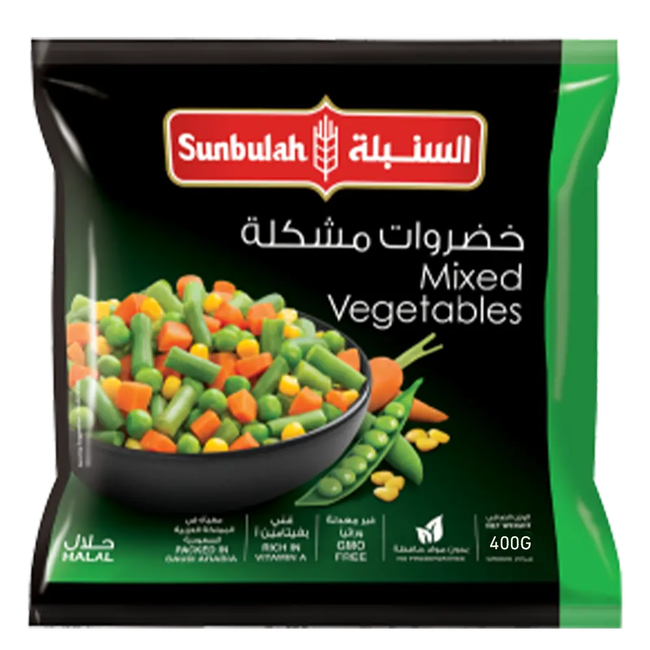 Sunbulah السنبلة
خضروات مشكلة
Mixed
Vegetables
حلال
HALAL
معبأة في
المملكة العربية
السعودية
PACKED IN
SAUDI ARABIA
غني
بفيتامين أ
RICH IN
VITAMIN A
غير معدلة
وراثيا
GMO
FREE
بدون مواد حافظة
NO PRESERVATIVES
الوزن الصافي
NET WEIGHT
400G